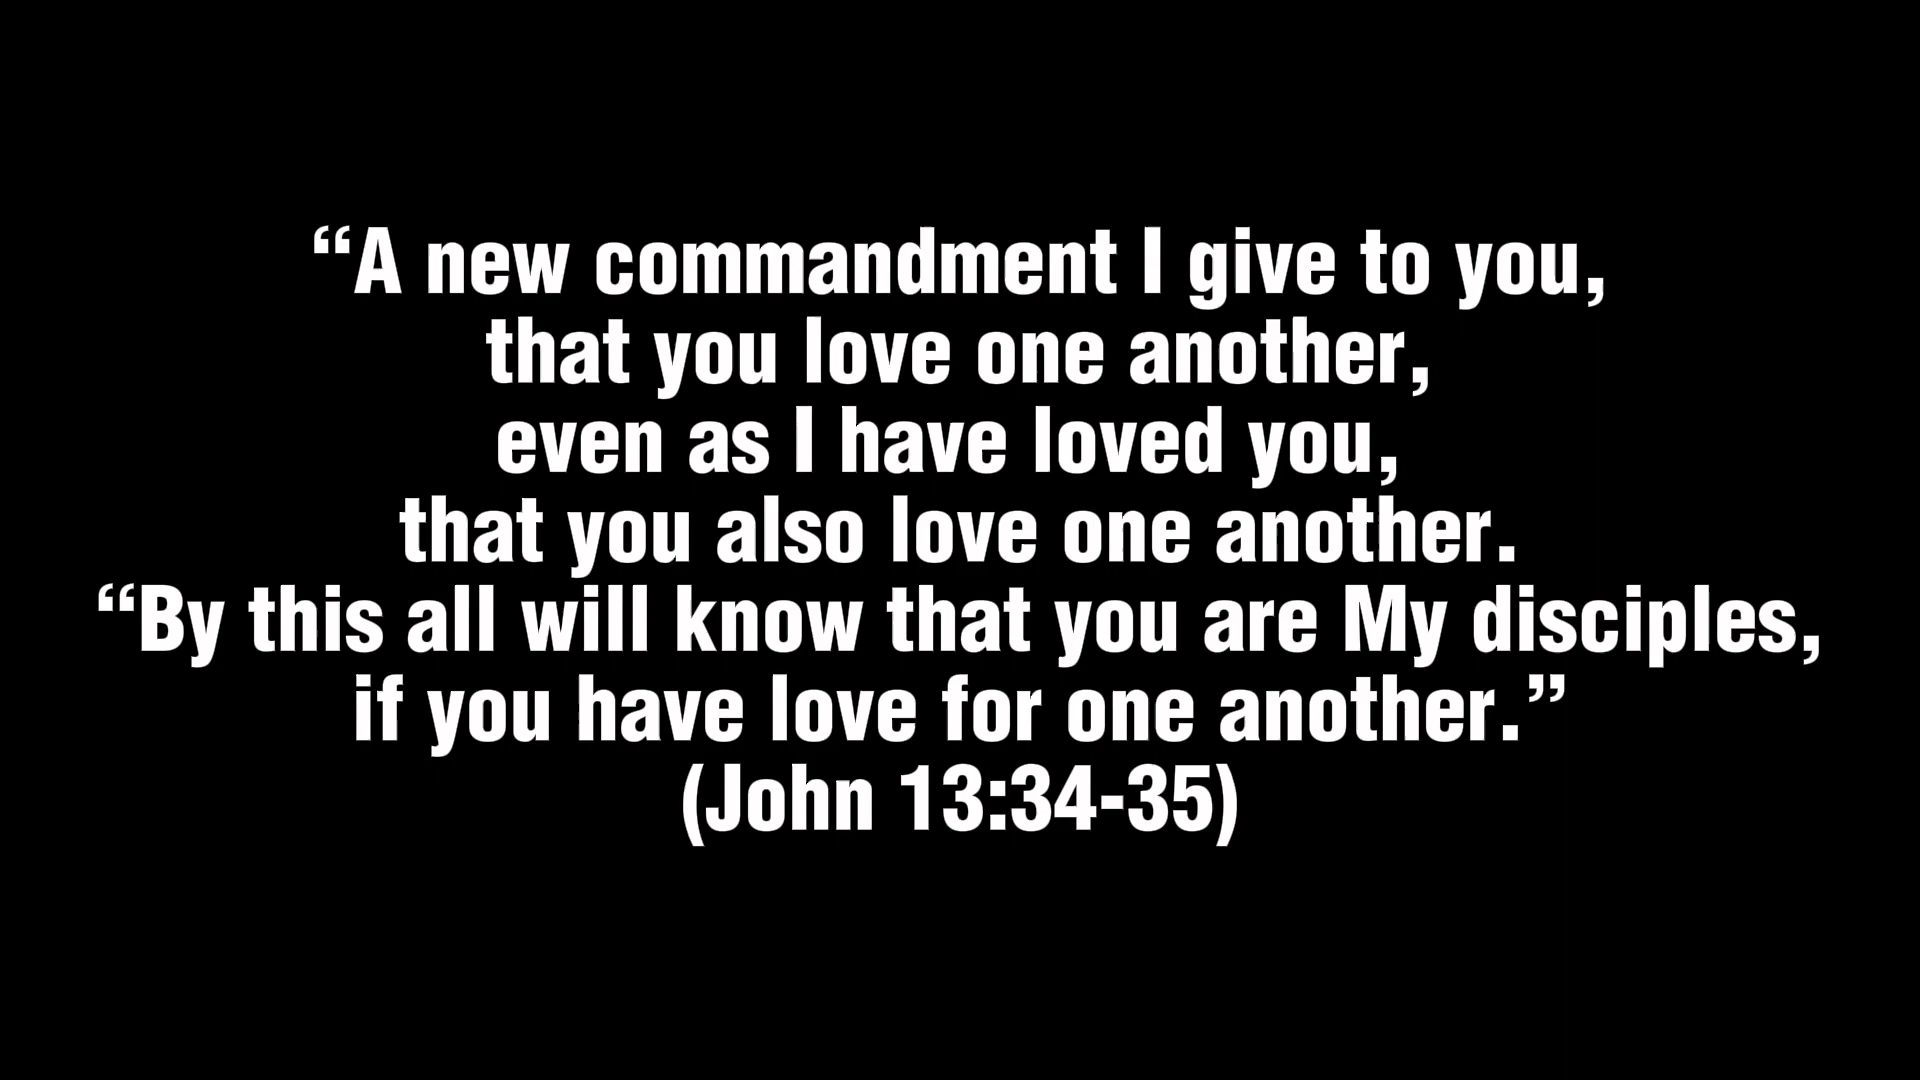 “A new commandment I give to you,
that you love one another,
even as I have loved you,
that you also love one another.
“By this all will know that you are My disciples,
if you have love for one another.”
(John 13:34-35)